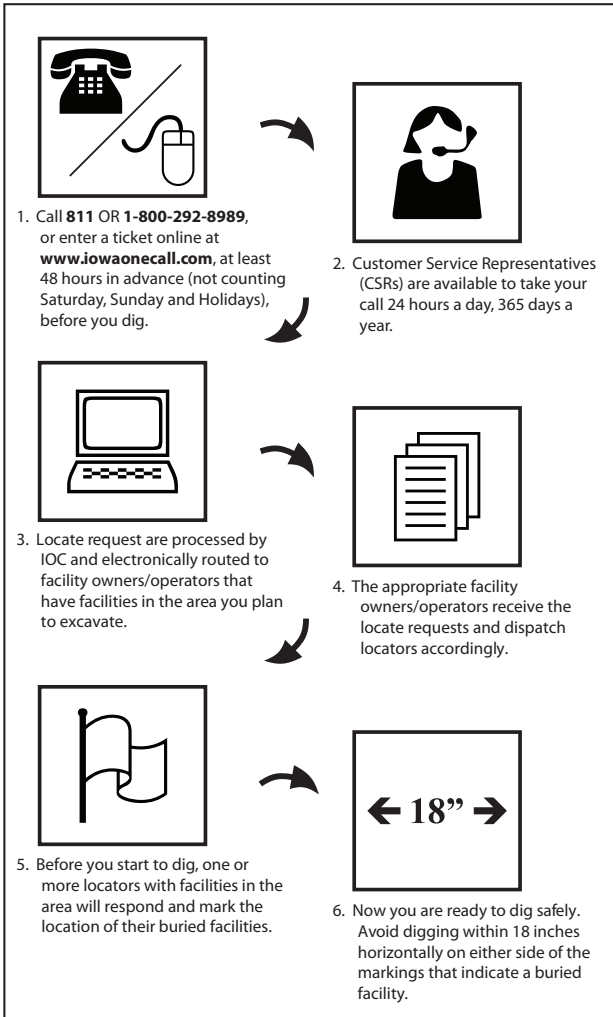 1. Call 811 OR 1-800-292-8989,
or enter a ticket online at
www.iowaonecall.com, at least
48 hours in advance (not counting
Saturday, Sunday and Holidays),
before you dig.
2. Customer Service Representatives
(CSRs) are available to take your
call 24 hours a day, 365 days a
year.
3. Locate request are processed by
IOC and electronically routed to
facility owners/operators that
have facilities in the area you plan
to excavate.
4. The appropriate facility
owners/operators receive the
locate requests and dispatch
locators accordingly.
5. Before you start to dig, one or
more locators with facilities in the
area will respond and mark the
location of their buried facilities.
← 18” →
6. Now you are ready to dig safely.
Avoid digging within 18 inches
horizontally on either side of the
markings that indicate a buried
facility.